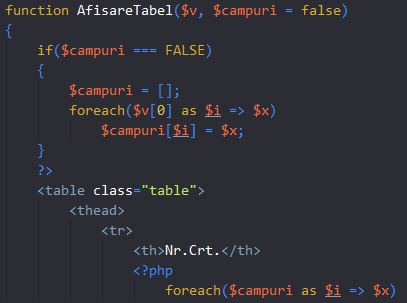 function AfisareTabel($v, $campuri = false)
{
    if($campuri === FALSE)
    {
        $campuri = [];
        foreach($v[0] as $i => $x)
            $campuri[$i] = $x;
    }
    ?>
    <table class="table">
        <thead>
            <tr>
                <th>Nr.Crt.</th>
                <?php
                    foreach($campuri as $i => $x)